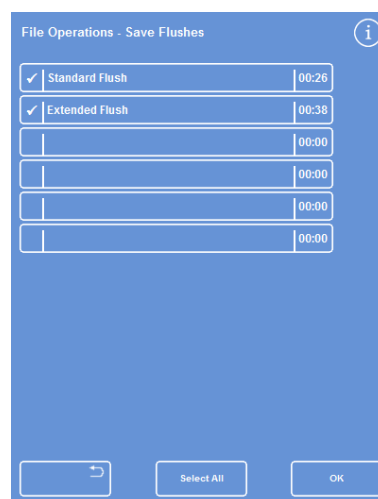 File Operations - Save Flushes
i
✓ Standard Flush 00:26
✓ Extended Flush 00:38
00:00
00:00
00:00
00:00
Select All OK